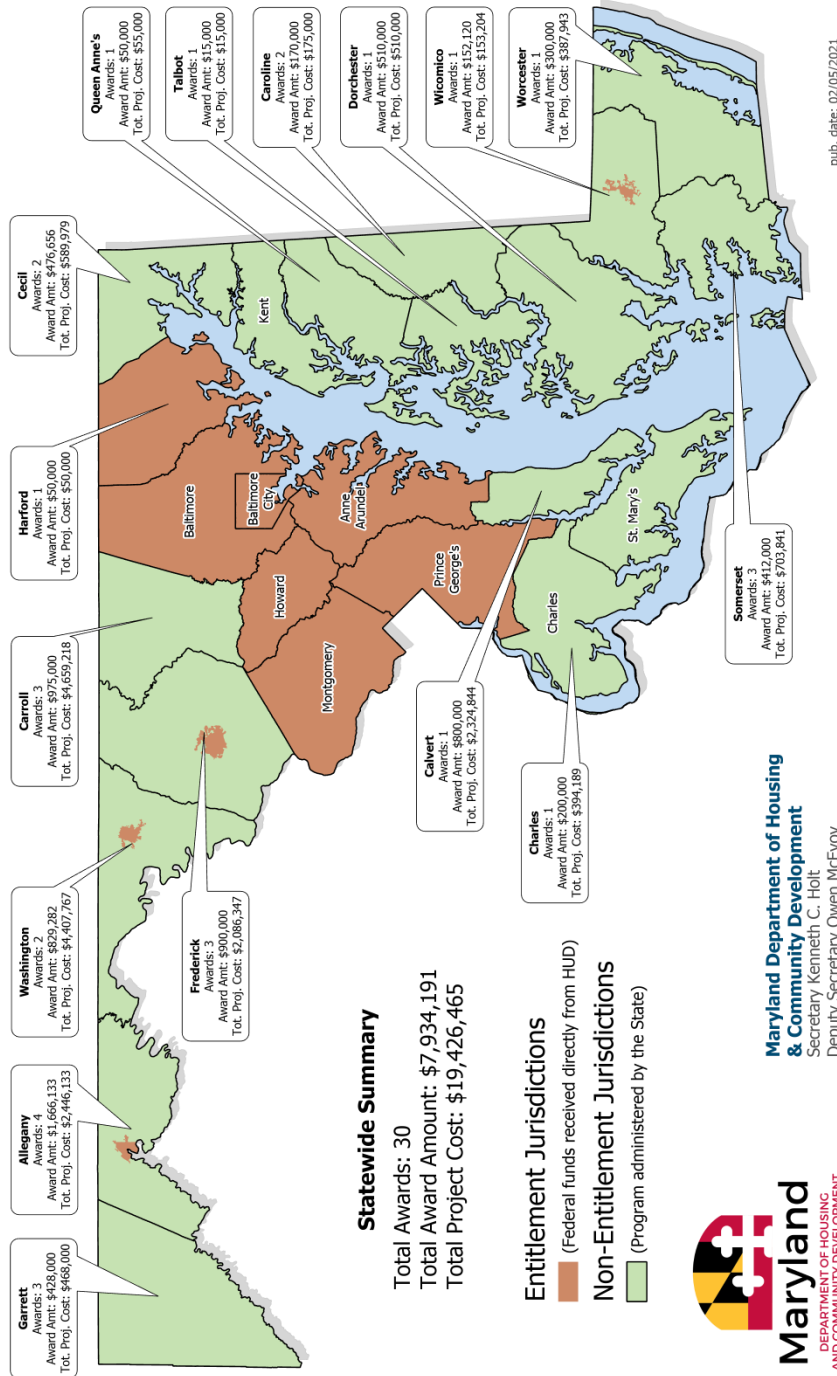 Garrett
Awards: 3
Award Amt: $428,000
Tot. Proj. Cost: $468,000
Allegany
Awards: 4
Award Amt: $1,666,133
Tot. Proj. Cost: $2,446,133
Washington
Awards: 2
Award Amt: $829,282
Tot. Proj. Cost: $4,407,767
Frederick
Awards: 3
Award Amt: $900,000
Tot. Proj. Cost: $2,086,347
Carroll
Awards: 3
Award Amt: $975,000
Tot. Proj. Cost: $4,659,218
Harford
Awards: 1
Award Amt: $50,000
Tot. Proj. Cost: $50,000
Cecil
Awards: 2
Award Amt: $476,656
Tot. Proj. Cost: $589,979
Queen Anne's
Awards: 1
Award Amt: $50,000
Tot. Proj. Cost: $55,000
Talbot
Awards: 1
Award Amt: $15,000
Tot. Proj. Cost: $15,000
Caroline
Awards: 2
Award Amt: $170,000
Tot. Proj. Cost: $175,000
Dorchester
Awards: 1
Award Amt: $510,000
Tot. Proj. Cost: $510,000
Wicomico
Awards: 1
Award Amt: $152,120
Tot. Proj. Cost: $153,204
Worcester
Awards: 1
Award Amt: $300,000
Tot. Proj. Cost: $387,943
Baltimore
Baltimore
City
Kent
Howard
Anne
Arundel
Montgomery
Prince
George's
Charles
St. Mary's
Calvert
Awards: 1
Award Amt: $800,000
Tot. Proj. Cost: $2,324,844
Charles
Awards: 1
Award Amt: $200,000
Tot. Proj. Cost: $394,189
Somerset
Awards: 3
Award Amt: $412,000
Tot. Proj. Cost: $703,841
Statewide Summary
Total Awards: 30
Total Award Amount: $7,934,191
Total Project Cost: $19,426,465
Entitlement Jurisdictions
(Federal funds received directly from HUD)
Non-Entitlement Jurisdictions
(Program administered by the State)
Maryland
DEPARTMENT OF HOUSING
AND COMMUNITY DEVELOPMENT
Maryland Department of Housing
& Community Development
Secretary Kenneth C. Holt
Deputy Secretary Owen McEvoy
pub. date: 02/05/2021